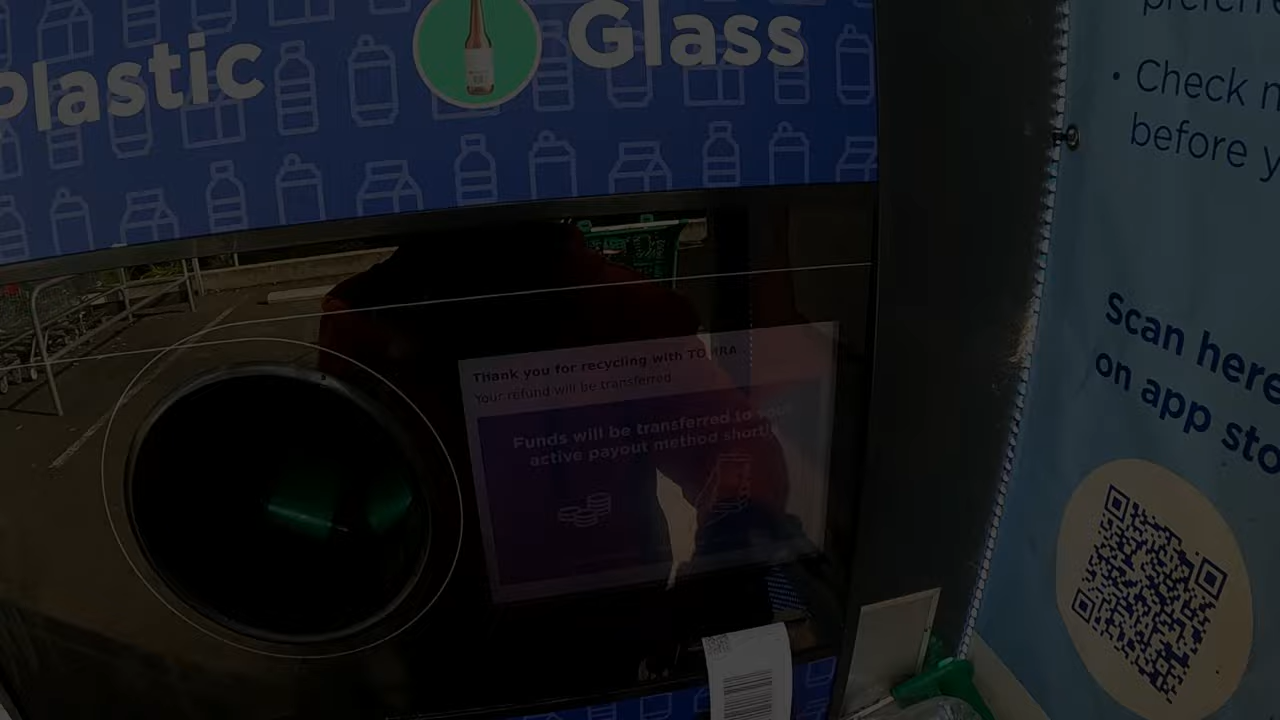 Plastic
Glass
Thank you for recycling with TOMRA
Your refund will be transferred
Funds will be transferred to your
active payout method shortly
• Check
before
Scan here
on app